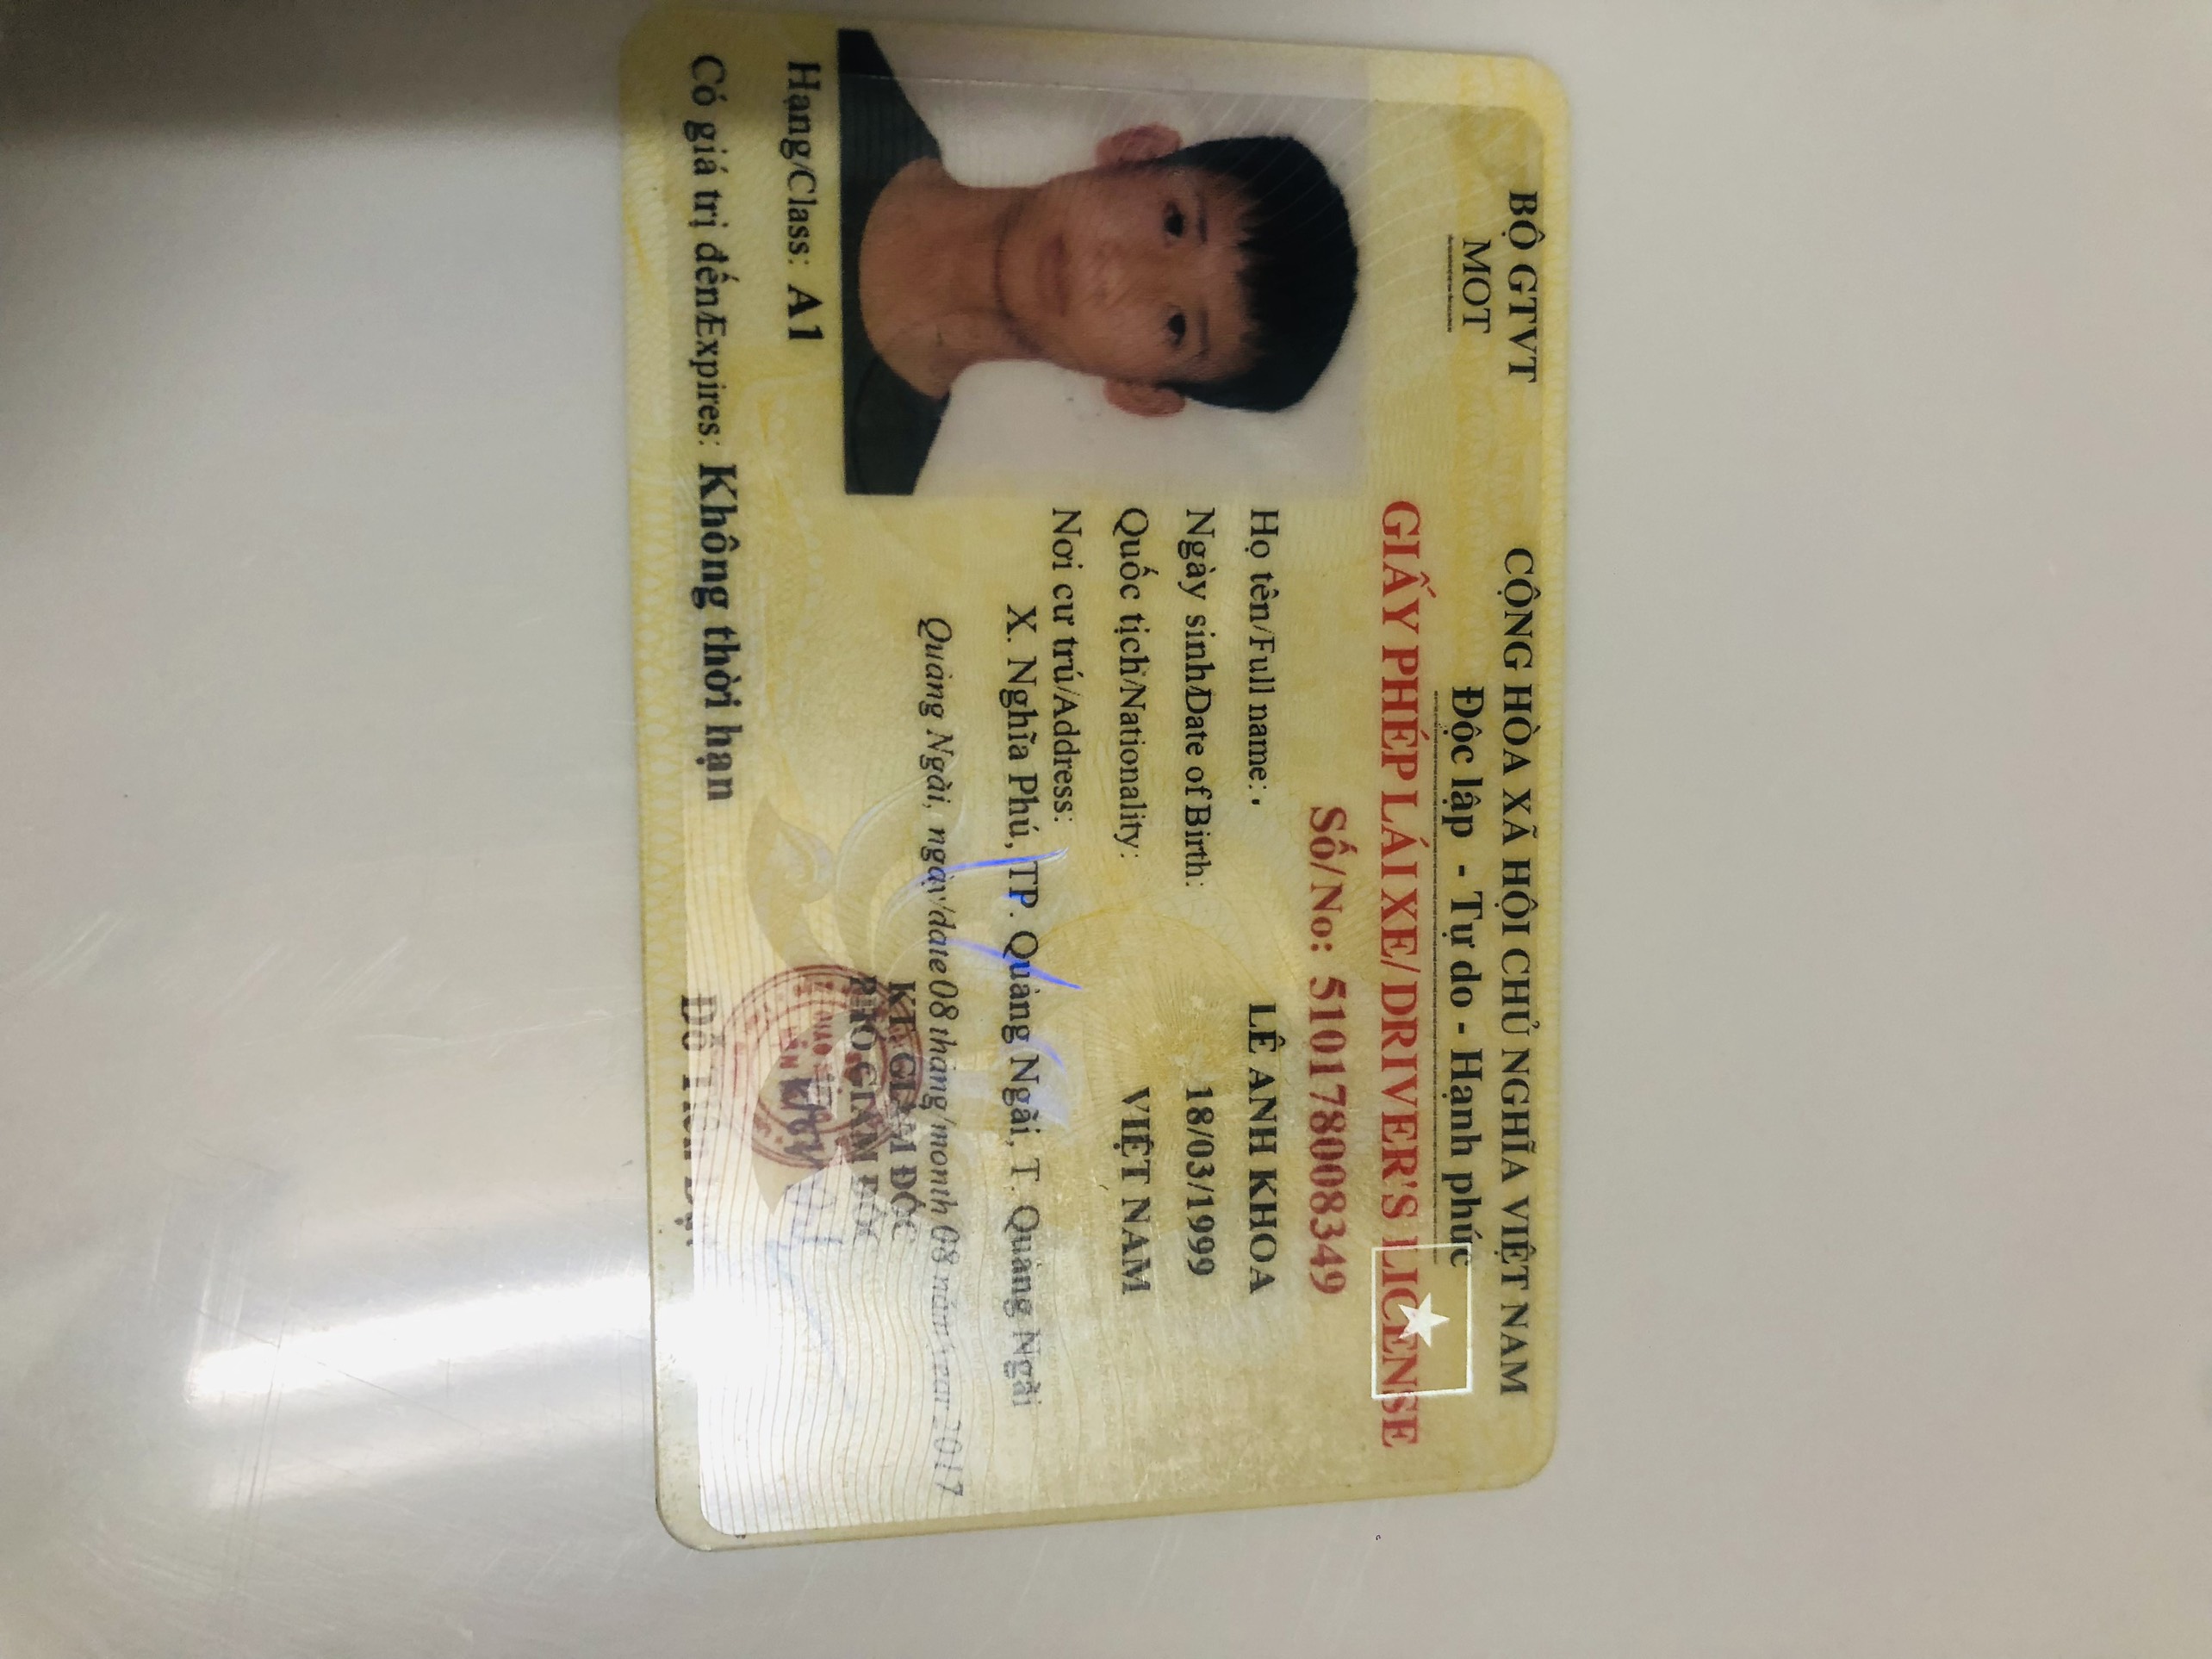 BỘ GTVT
MOT
CỘNG HÒA XÃ HỘI CHỦ NGHĨA VIỆT NAM
Độc lập - Tự do - Hạnh phúc
GIẤY PHÉP LÁI XE/DRIVER'S LICENSE
Số/No: 510178008349
Họ tên/Full name: LÊ ANH KHOA
Ngày sinh/Date of Birth: 18/03/1999
Quốc tịch/Nationality: VIỆT NAM
Nơi cư trú/Address:
X. Nghĩa Phú, TP. Quảng Ngãi, T. Quảng Ngãi
Quảng Ngãi, ngày/date 08 tháng/month 08 năm/year 2017
KT. GIÁM ĐỐC
PHÓ GIÁM ĐỐC
Hạng/Class: A1
Có giá trị đến/Expires: Không thời hạn